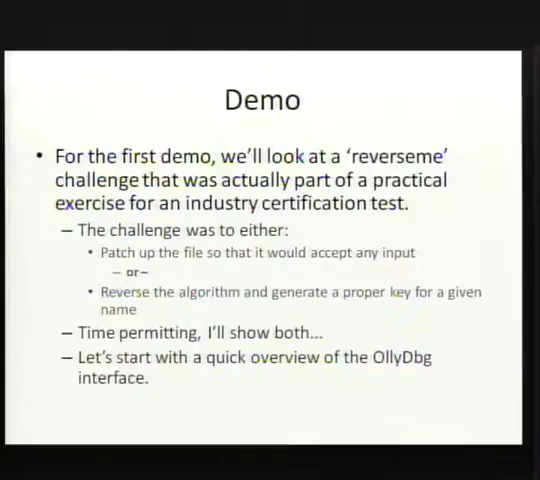 Demo
• For the first demo, we'll look at a 'reverseme'
challenge that was actually part of a practical
exercise for an industry certification test.
– The challenge was to either:
• Patch up the file so that it would accept any input
– or–
• Reverse the algorithm and generate a proper key for a given
name
– Time permitting, I'll show both...
– Let's start with a quick overview of the OllyDbg
interface.